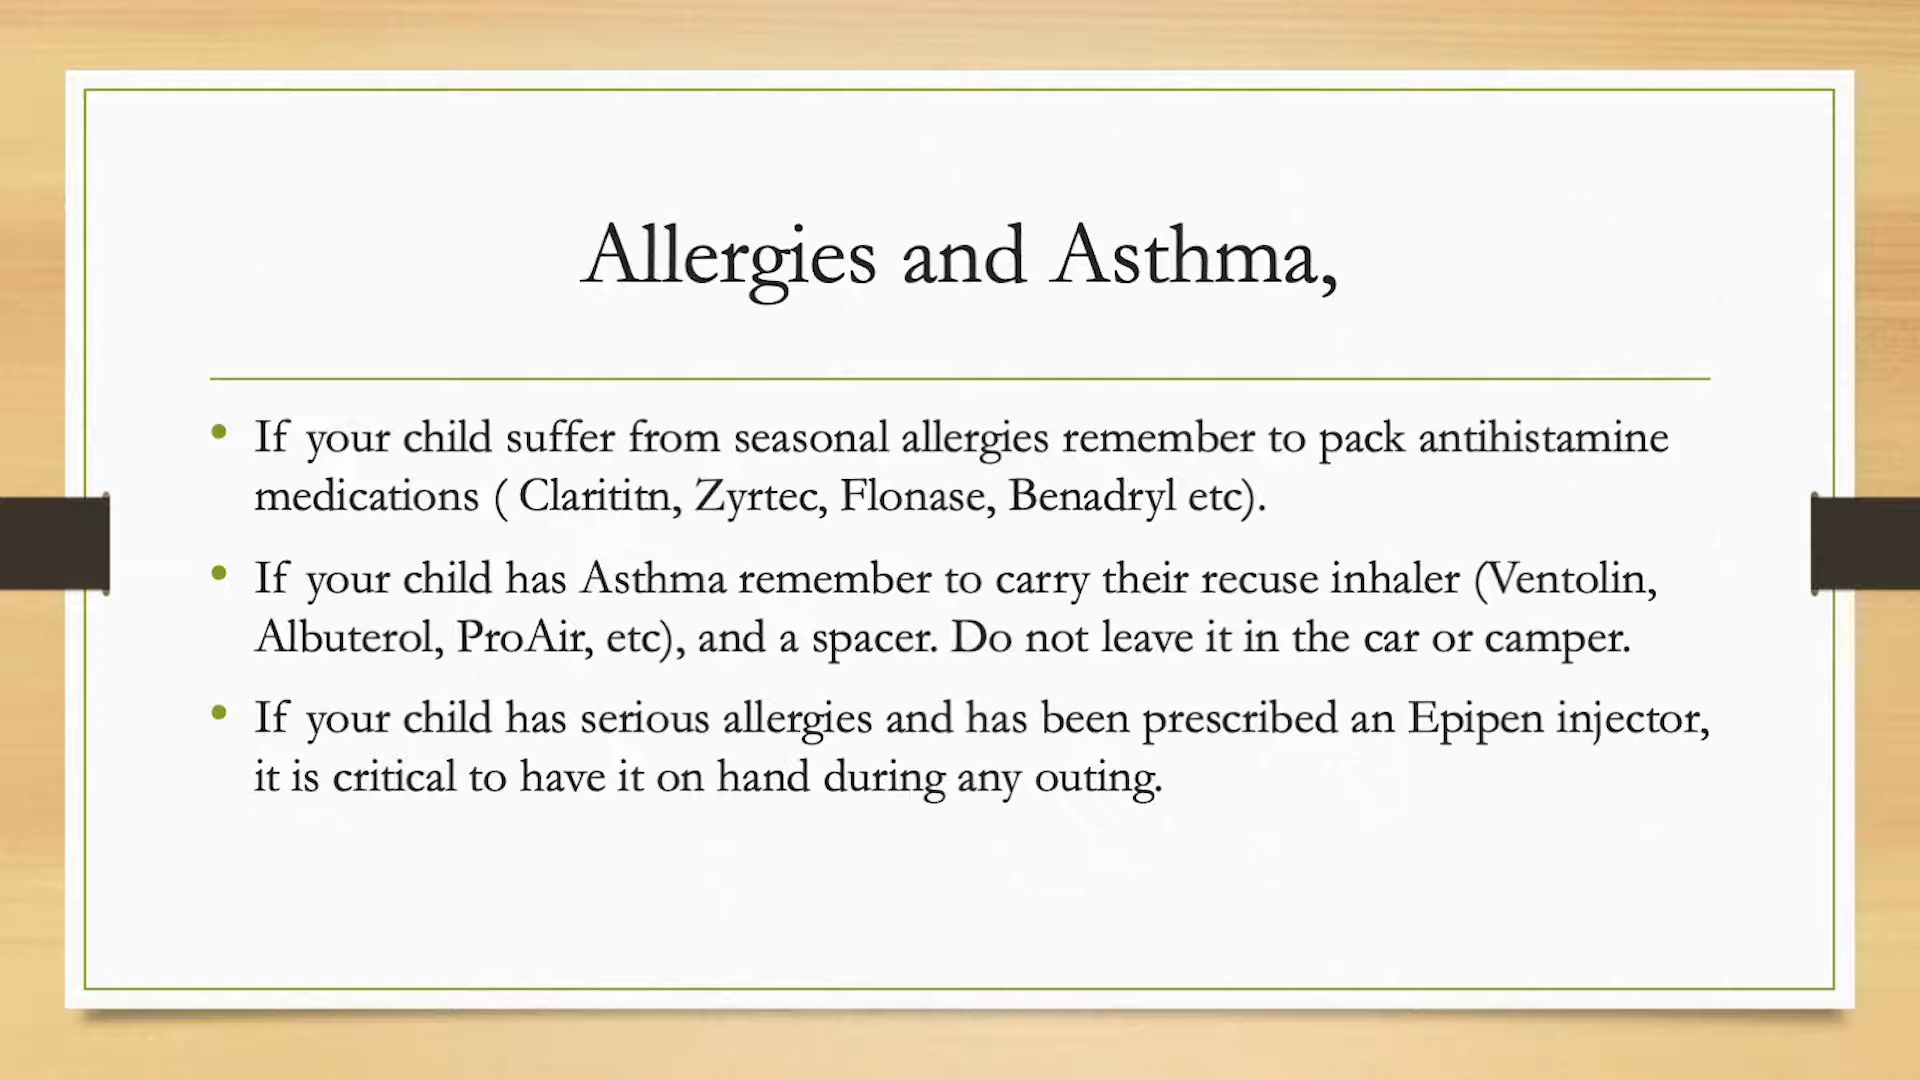 Allergies and Asthma,
• If your child suffer from seasonal allergies remember to pack antihistamine
medications ( Clarititn, Zyrtec, Flonase, Benadryl etc).
• If your child has Asthma remember to carry their recuse inhaler (Ventolin,
Albuterol, ProAir, etc), and a spacer. Do not leave it in the car or camper.
• If your child has serious allergies and has been prescribed an Epipen injector,
it is critical to have it on hand during any outing.